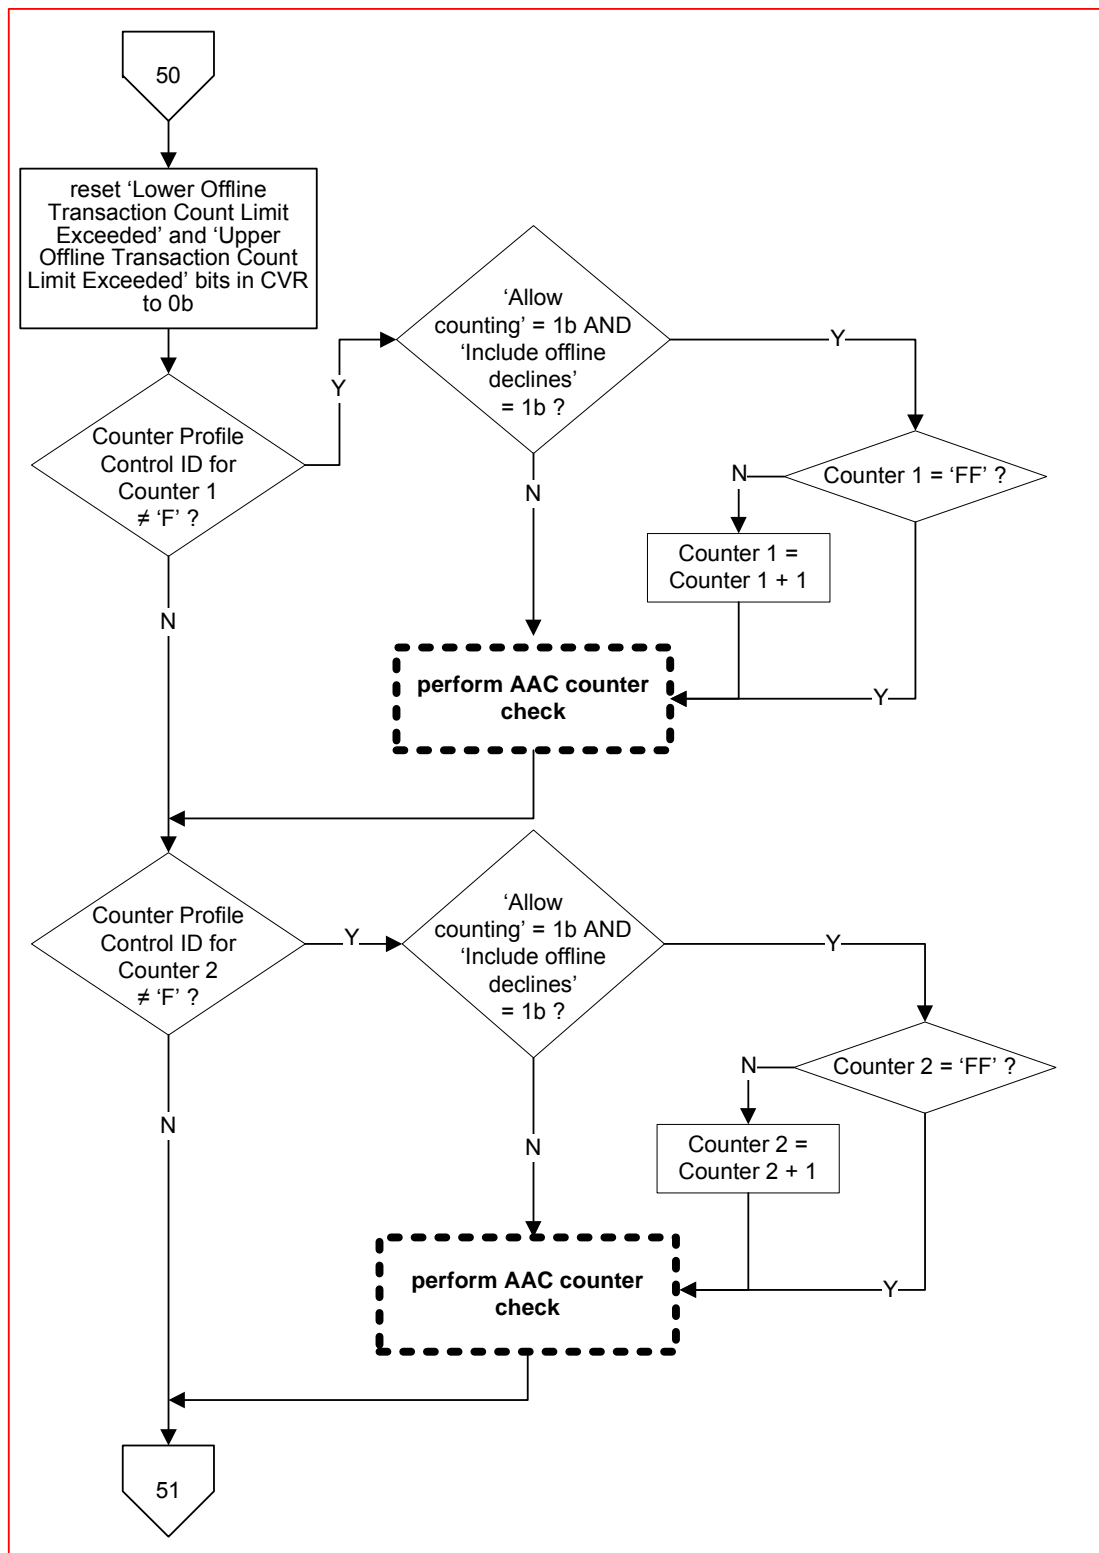 50
reset ‘Lower Offline
Transaction Count Limit
Exceeded’ and ‘Upper
Offline Transaction Count
Limit Exceeded’ bits in CVR
to 0b
‘Allow
counting’ = 1b AND
‘Include offline
declines’
= 1b ?
Y
Y
Counter Profile
Control ID for
Counter 1
≠ ‘F’ ?
N
N
Counter 1 = ‘FF’ ?
Counter 1 =
Counter 1 + 1
N
perform AAC counter
check
Y
Counter Profile
Control ID for
Counter 2
≠ ‘F’ ?
Y
‘Allow
counting’ = 1b AND
‘Include offline
declines’
= 1b ?
Y
N
Counter 2 = ‘FF’ ?
N
N
Counter 2 =
Counter 2 + 1
perform AAC counter
check
Y
51